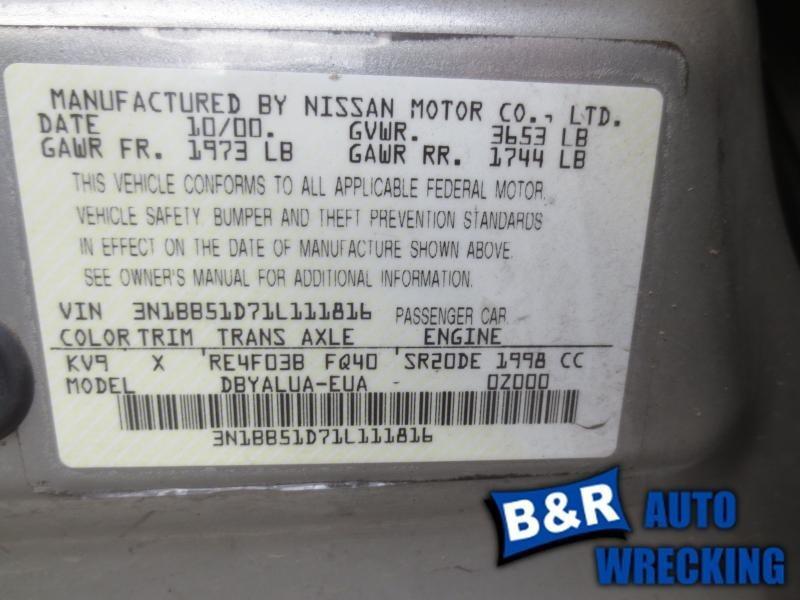 MANUFACTURED BY NISSAN MOTOR CO., LTD.
DATE 10/00. GVWR. 3653 LB
GAWR FR. 1973 LB GAWR RR. 1744 LB
THIS VEHICLE CONFORMS TO ALL APPLICABLE FEDERAL MOTOR
VEHICLE SAFETY, BUMPER AND THEFT PREVENTION STANDARDS
IN EFFECT ON THE DATE OF MANUFACTURE SHOWN ABOVE.
SEE OWNER'S MANUAL FOR ADDITIONAL INFORMATION.
VIN 3N1BB51D71L111816 PASSENGER CAR
COLOR TRIM TRANS AXLE ENGINE
KV9 X RE4F03B FQ40 SR20DE 1998 CC
MODEL DBYALUA-EUA 0Z000
3N1BB51D71L111816
B&R AUTO
WRECKING